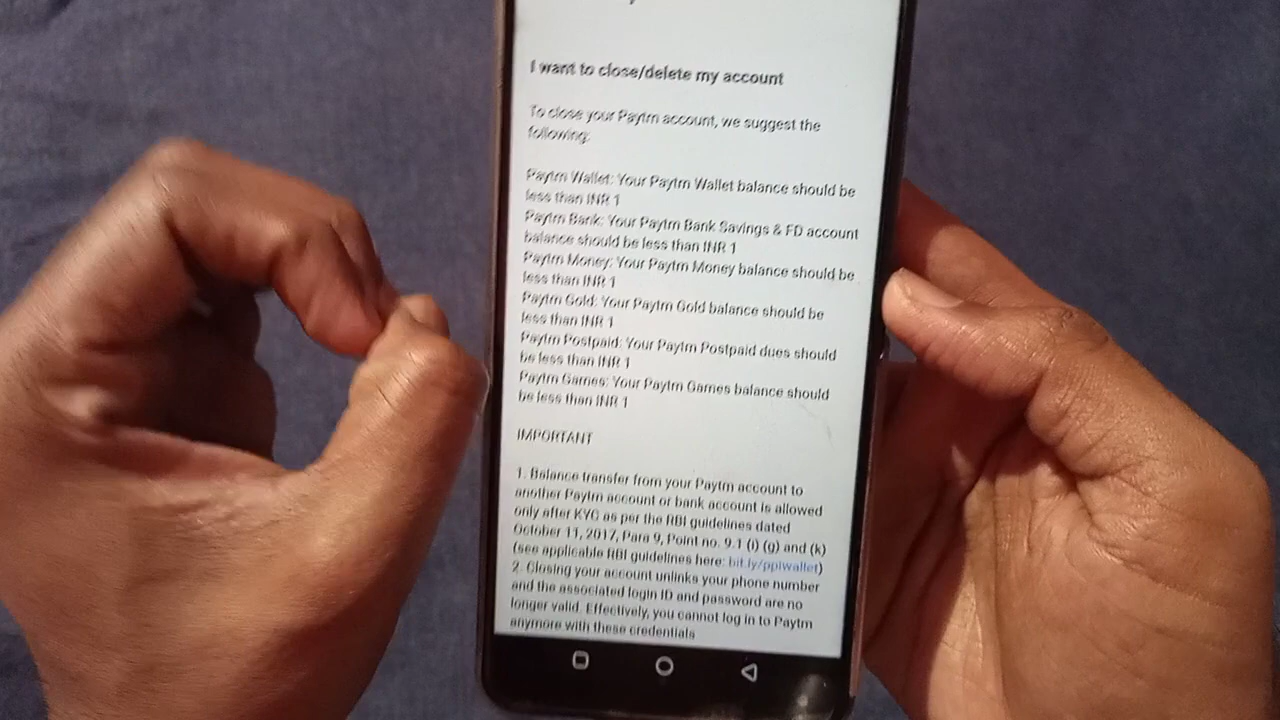 I want to close/delete my account
To close your Paytm account, we suggest the
following:
Paytm Wallet: Your Paytm Wallet balance should be
less than INR 1
Paytm Bank: Your Paytm Bank Savings & FD account
balance should be less than INR 1
Paytm Money: Your Paytm Money balance should be
less than INR 1
Paytm Gold: Your Paytm Gold balance should be
less than INR 1
Paytm Postpaid: Your Paytm Postpaid dues should
be less than INR 1
Paytm Games: Your Paytm Games balance should
be less than INR 1
IMPORTANT
1. Balance transfer from your Paytm account to
another Paytm account or bank account is allowed
only after KYC as per the RBI guidelines dated
October 11, 2017, Para 9, Point no. 9.1 (i) (g) and (k)
(see applicable RBI guidelines here: bit.ly/ppiwallet)
2. Closing your account unlinks your phone number
and the associated login ID and password are no
longer valid. Effectively, you cannot log in to Paytm
anymore with these credentials